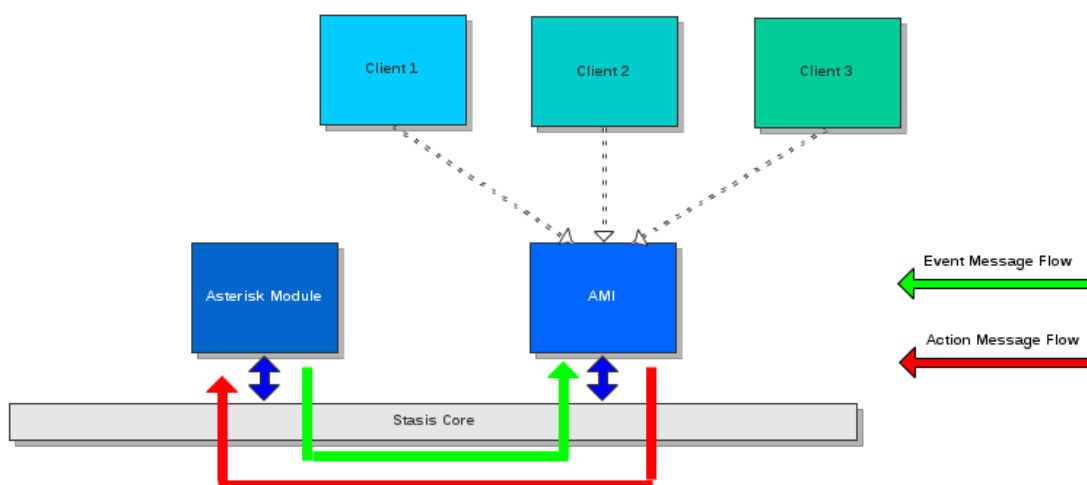 Client 1
Client 2
Client 3
Asterisk Module
AMI
Event Message Flow
Action Message Flow
Stasis Core